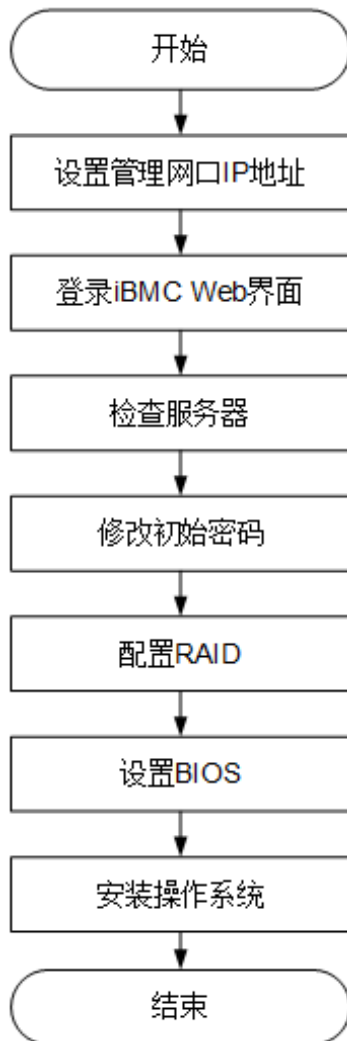 开始
设置管理网口IP地址
登录iBMC Web界面
检查服务器
修改初始密码
配置RAID
设置BIOS
安装操作系统
结束